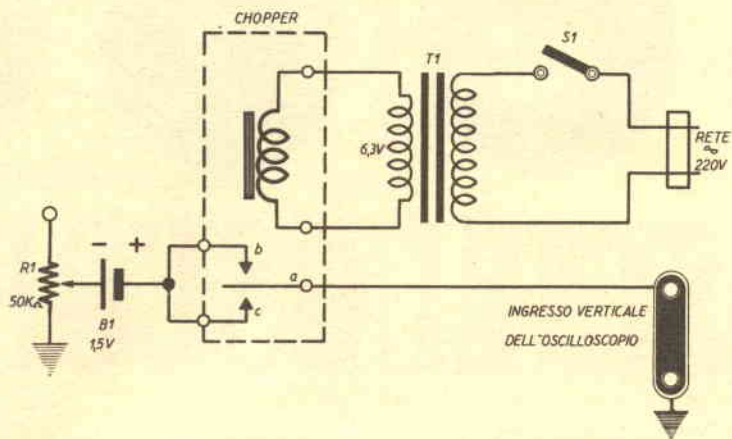 CHOPPER
S1
T1
6,3V
RETE
∾
220V
R1
50KΩ
- +
B1
1,5V
b
a
c
INGRESSO VERTICALE
DELL'OSCILLOSCOPIO